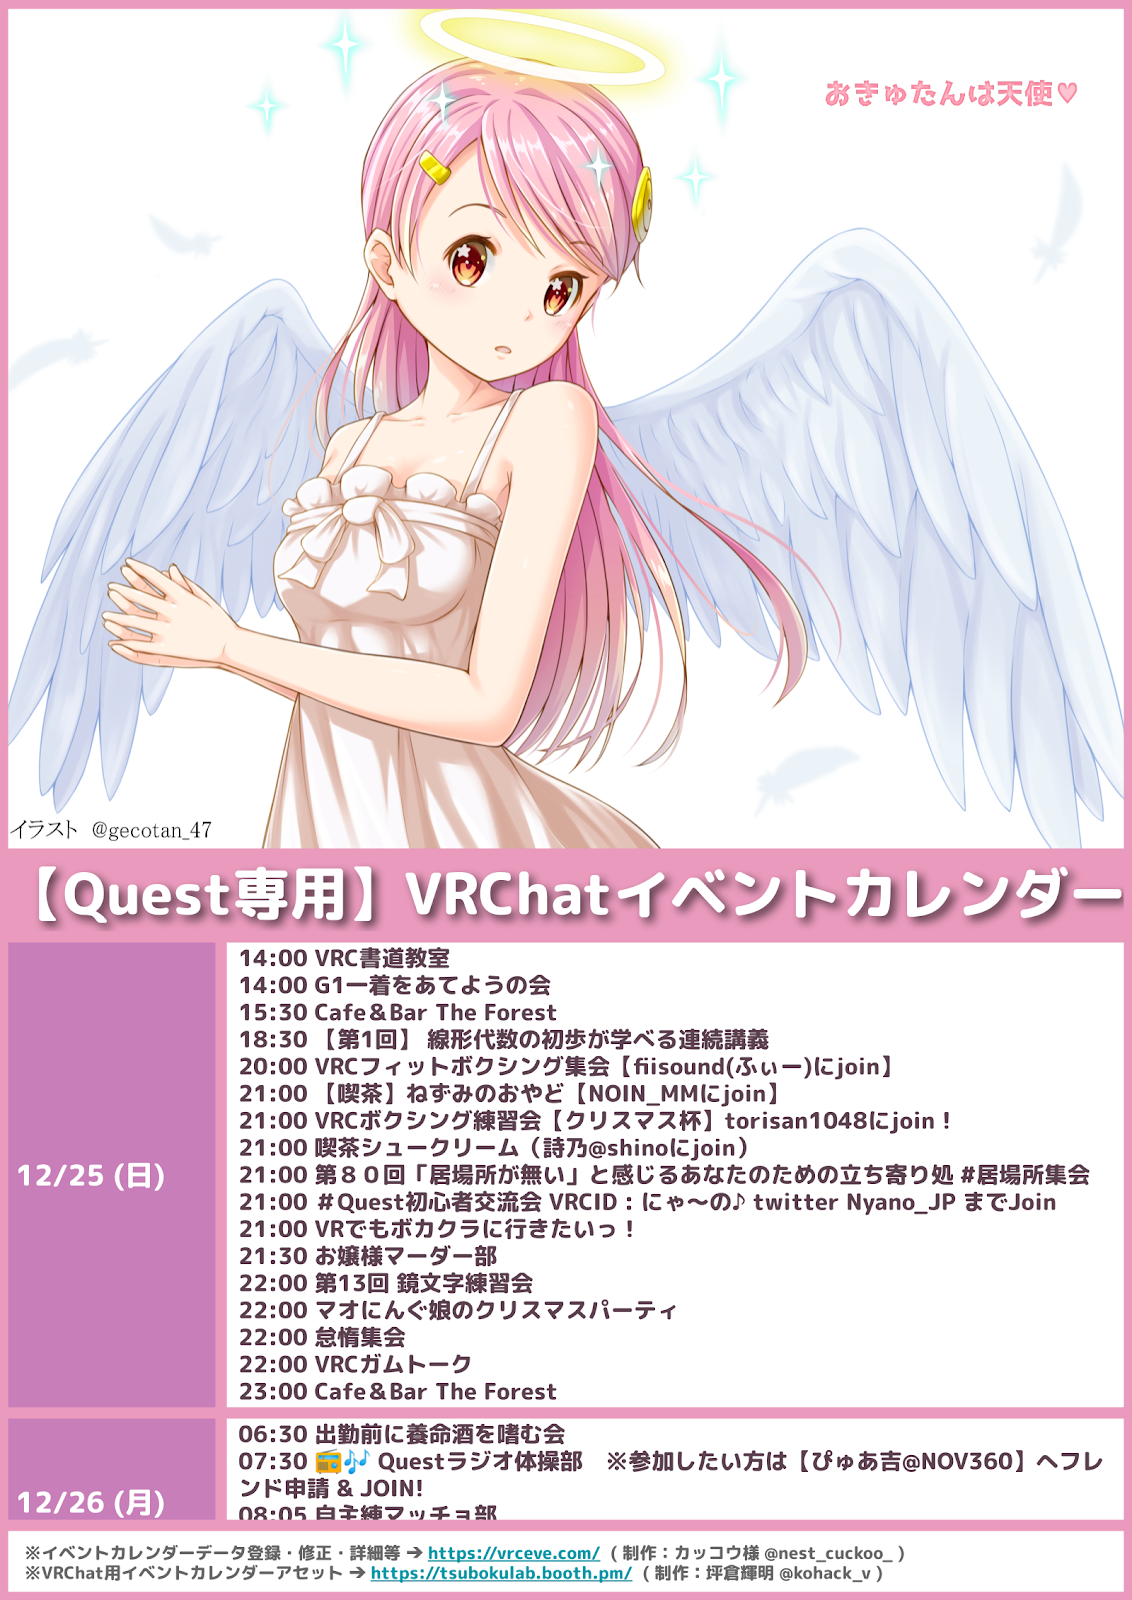 おきゅたんは天使♥
イラスト @gecotan_47
【Quest専用】VRChatイベントカレンダー
12/25 (日)
14:00 VRC書道教室
14:00 G1一着をあてようの会
15:30 Cafe＆Bar The Forest
18:30 【第1回】 線形代数の初歩が学べる連続講義
20:00 VRCフィットボクシング集会【fiisound(ふぃー)にjoin】
21:00 【喫茶】ねずみのおやど【NOIN_MMにjoin】
21:00 VRCボクシング練習会【クリスマス杯】torisan1048にjoin！
21:00 喫茶シュークリーム（詩乃@shinoにjoin）
21:00 第８０回「居場所が無い」と感じるあなたのための立ち寄り処 #居場所集会
21:00 ＃Quest初心者交流会 VRCID：にゃ～の♪ twitter Nyano_JP までJoin
21:00 VRでもボカクラに行きたいっ！
21:30 お嬢様マーダー部
22:00 第13回 鏡文字練習会
22:00 マオにんぐ娘のクリスマスパーティ
22:00 怠惰集会
22:00 VRCガムトーク
23:00 Cafe＆Bar The Forest
12/26 (月)
06:30 出勤前に養命酒を嗜む会
07:30 📻🎶 Questラジオ体操部　※参加したい方は【ぴゅあ吉@NOV360】へフレ
ンド申請 & JOIN!
08:05 自主練マッチョ部
※イベントカレンダーデータ登録・修正・詳細等 ➔ https://vrceve.com/ （制作：カッコウ様 @nest_cuckoo_ ）
※VRChat用イベントカレンダーアセット ➔ https://tsubokulab.booth.pm/ （制作：坪倉輝明 @kohack_v ）